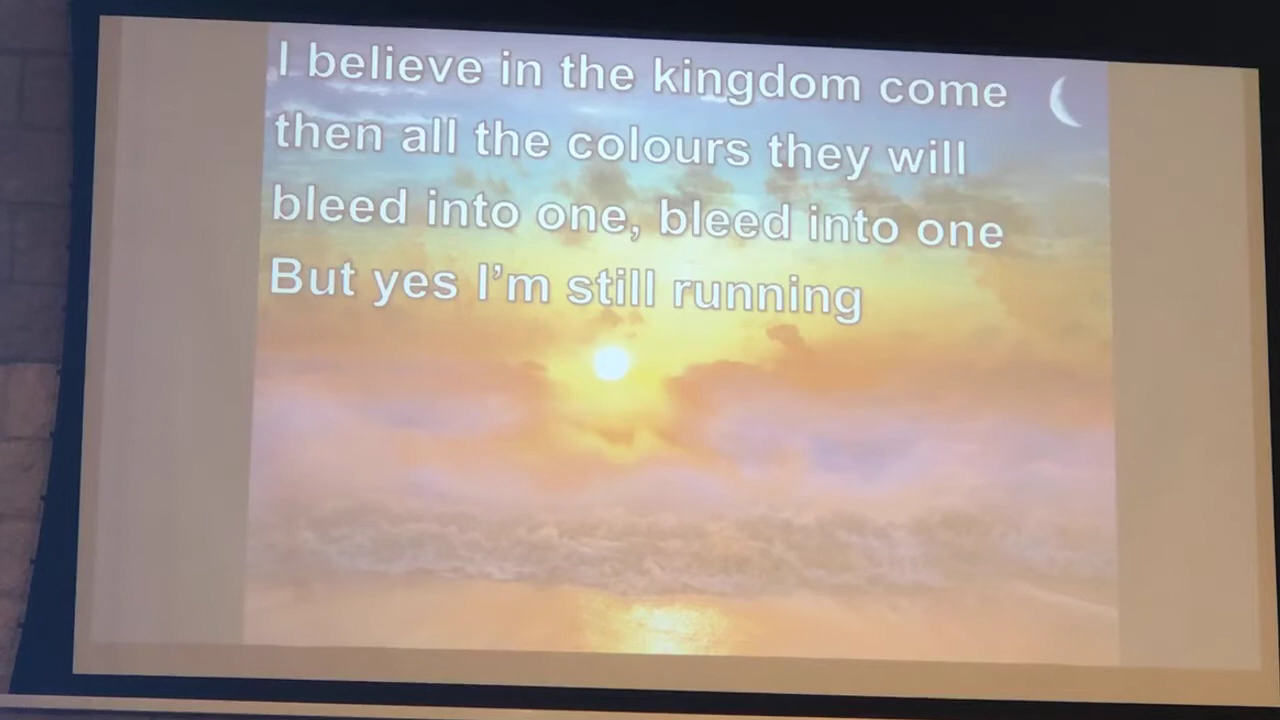 I believe in the kingdom come
then all the colours they will
bleed into one, bleed into one
But yes I’m still running